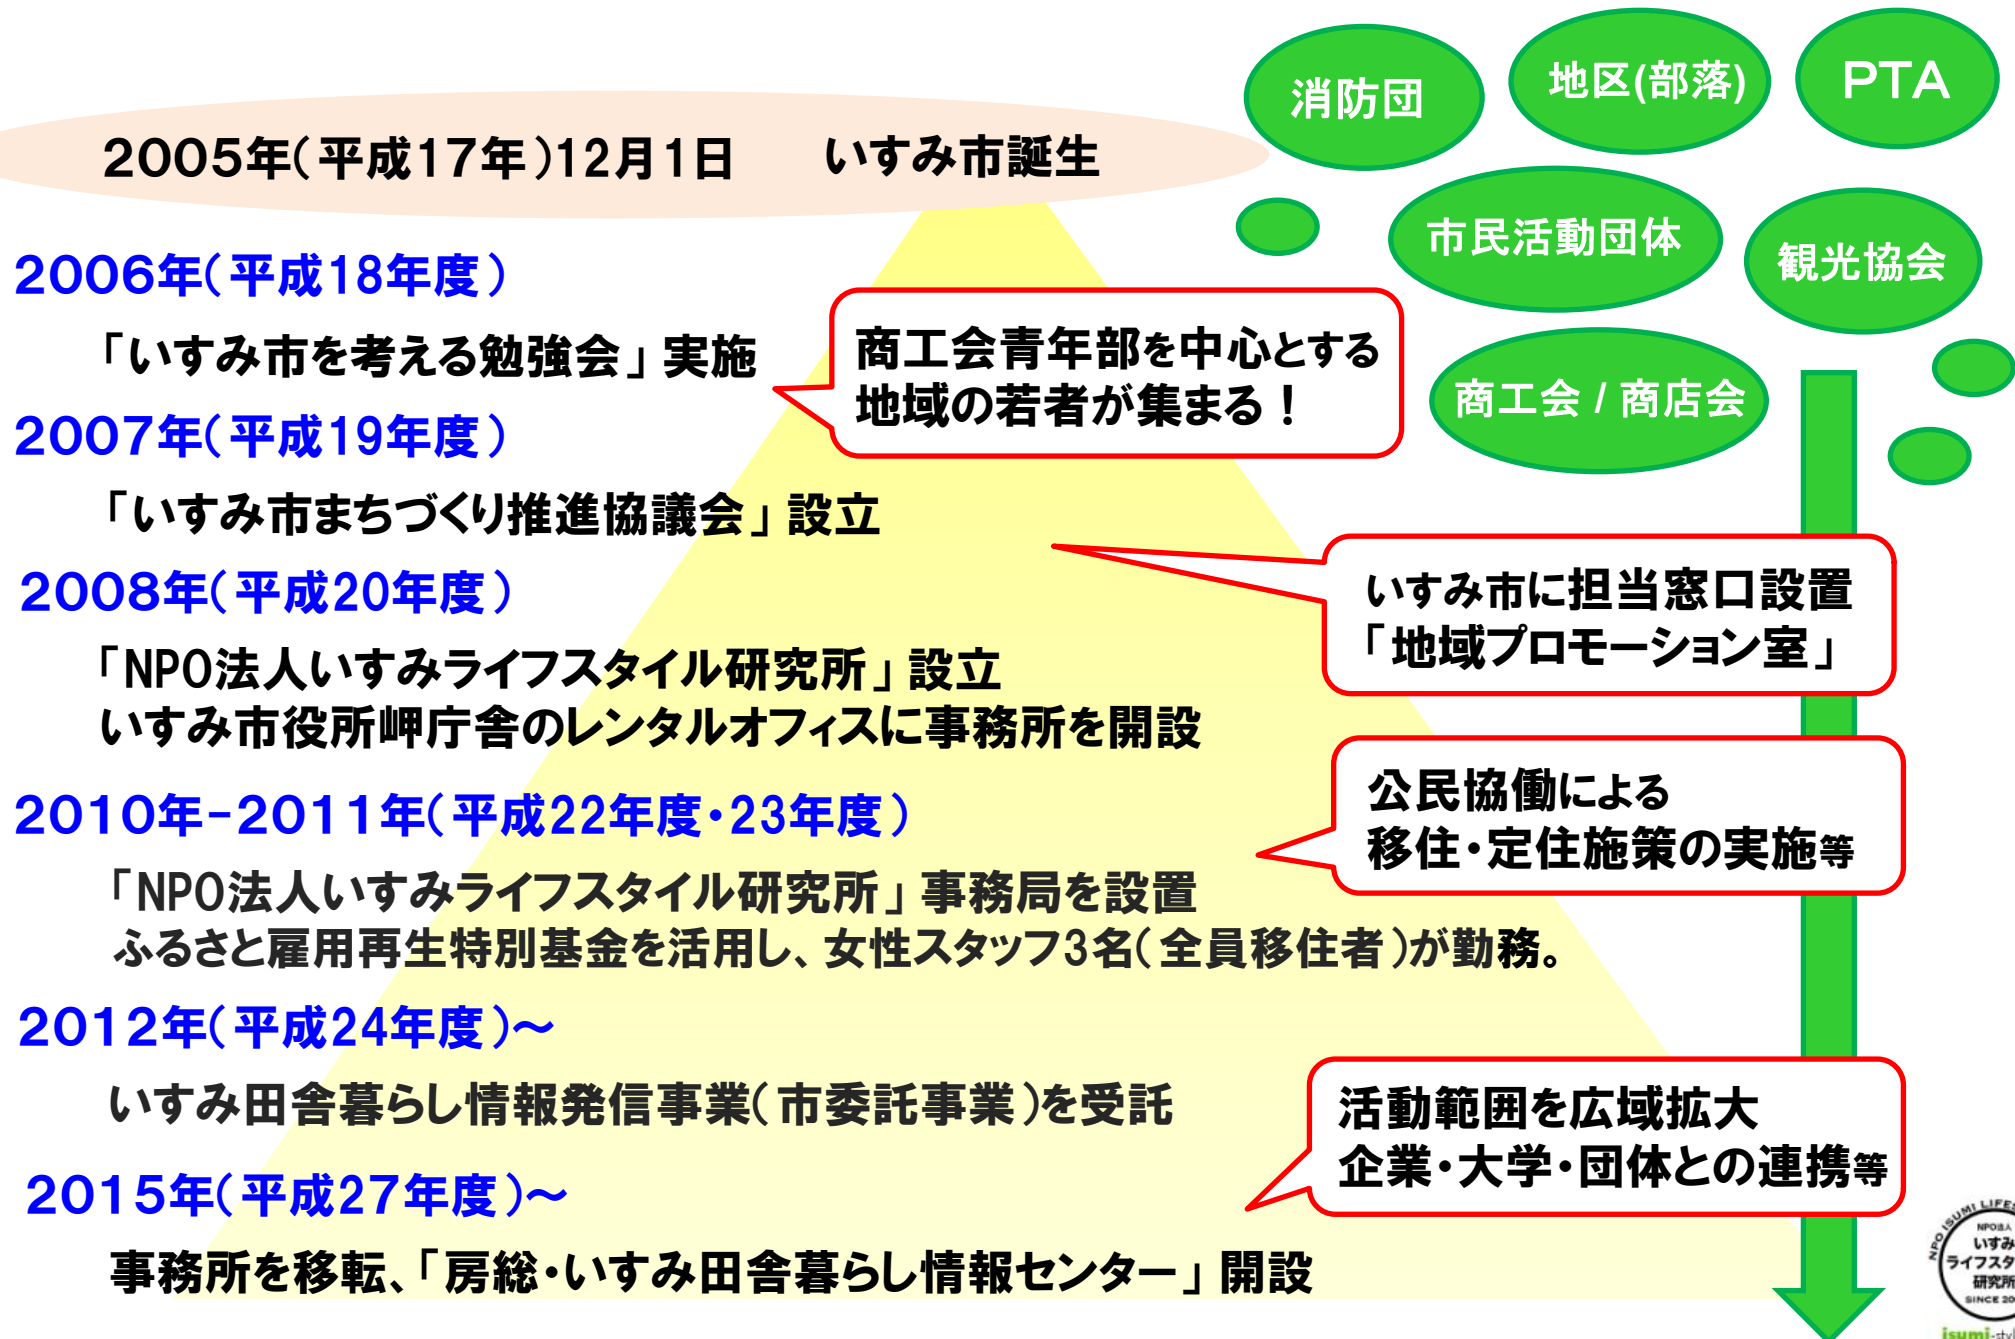 消防団
地区(部落)
PTA
2005年(平成17年)12月1日 いすみ市誕生
市民活動団体
観光協会
商工会 / 商店会
2006年(平成18年度)
「いすみ市を考える勉強会」実施
商工会青年部を中心とする
地域の若者が集まる！
2007年(平成19年度)
「いすみ市まちづくり推進協議会」設立
いすみ市に担当窓口設置
「地域プロモーション室」
2008年(平成20年度)
「NPO法人いすみライフスタイル研究所」設立
いすみ市役所岬庁舎のレンタルオフィスに事務所を開設
公民協働による
移住・定住施策の実施等
2010年-2011年(平成22年度・23年度)
「NPO法人いすみライフスタイル研究所」事務局を設置
ふるさと雇用再生特別基金を活用し、女性スタッフ3名(全員移住者)が勤務。
2012年(平成24年度)～
いすみ田舎暮らし情報発信事業(市委託事業)を受託
活動範囲を広域拡大
企業・大学・団体との連携等
2015年(平成27年度)～
事務所を移転、「房総・いすみ田舎暮らし情報センター」開設
NPO ISUMI
NPO法人
いすみ
研究所
SINCE